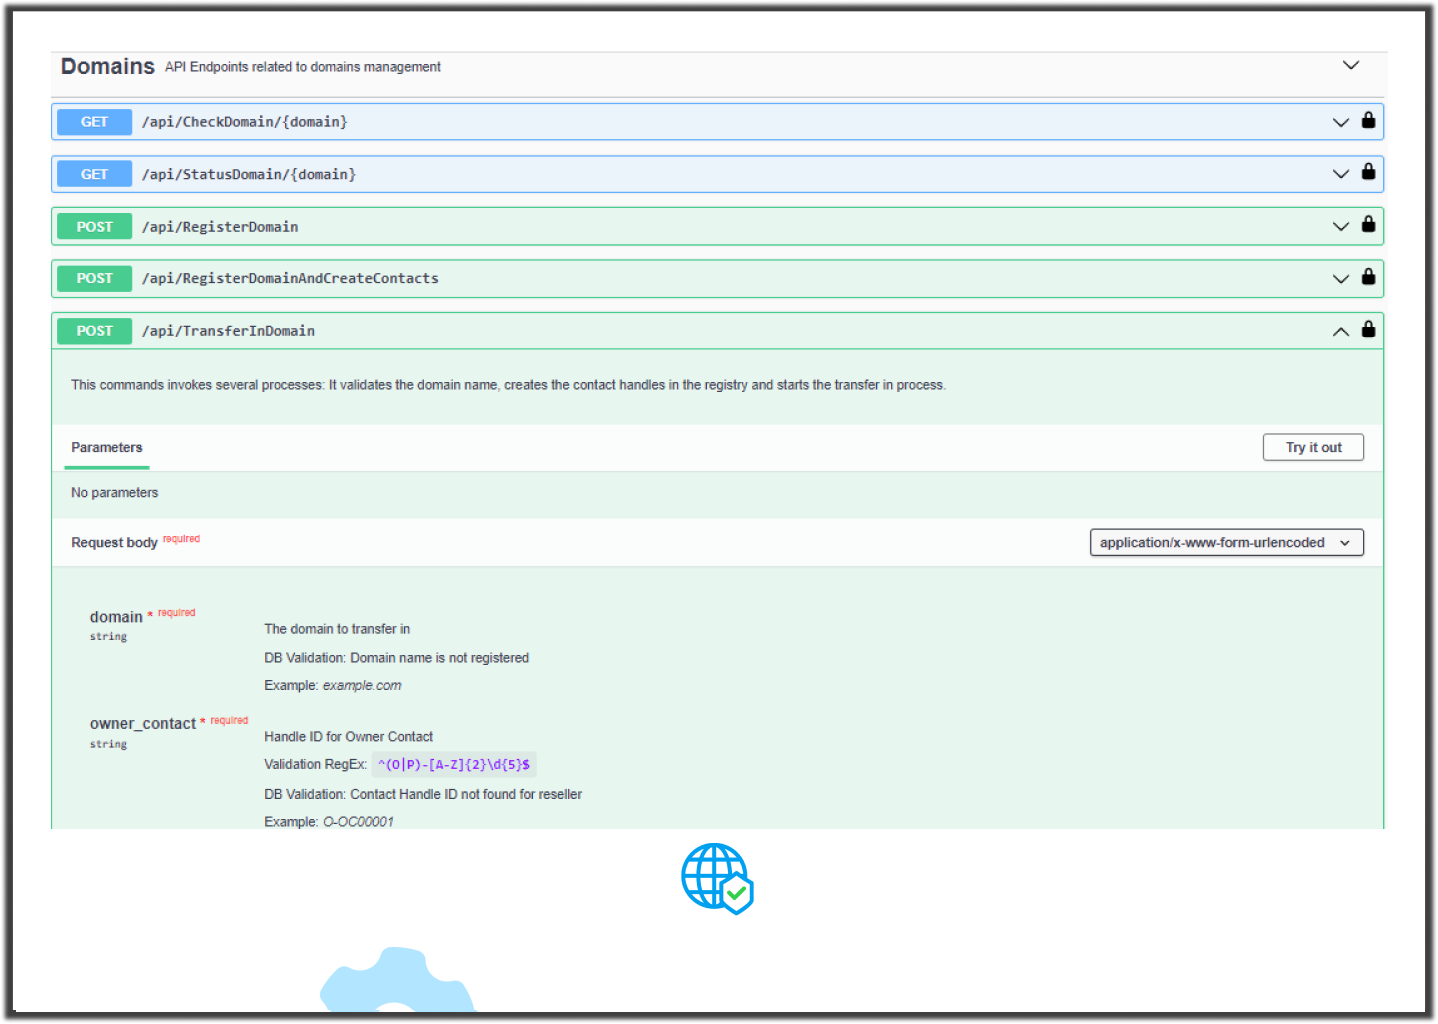 Domains API Endpoints related to domains management
GET /api/CheckDomain/{domain}
GET /api/StatusDomain/{domain}
POST /api/RegisterDomain
POST /api/RegisterDomainAndCreateContacts
POST /api/TransferInDomain
This commands invokes several processes: It validates the domain name, creates the contact handles in the registry and starts the transfer in process.
Parameters Try it out
No parameters
Request body required application/x-www-form-urlencoded
domain * required
string
The domain to transfer in
DB Validation: Domain name is not registered
Example: example.com
owner_contact * required
string
Handle ID for Owner Contact
Validation RegEx: ^(O|P)-[A-Z]{2}\d{5}$
DB Validation: Contact Handle ID not found for reseller
Example: O-OC00001